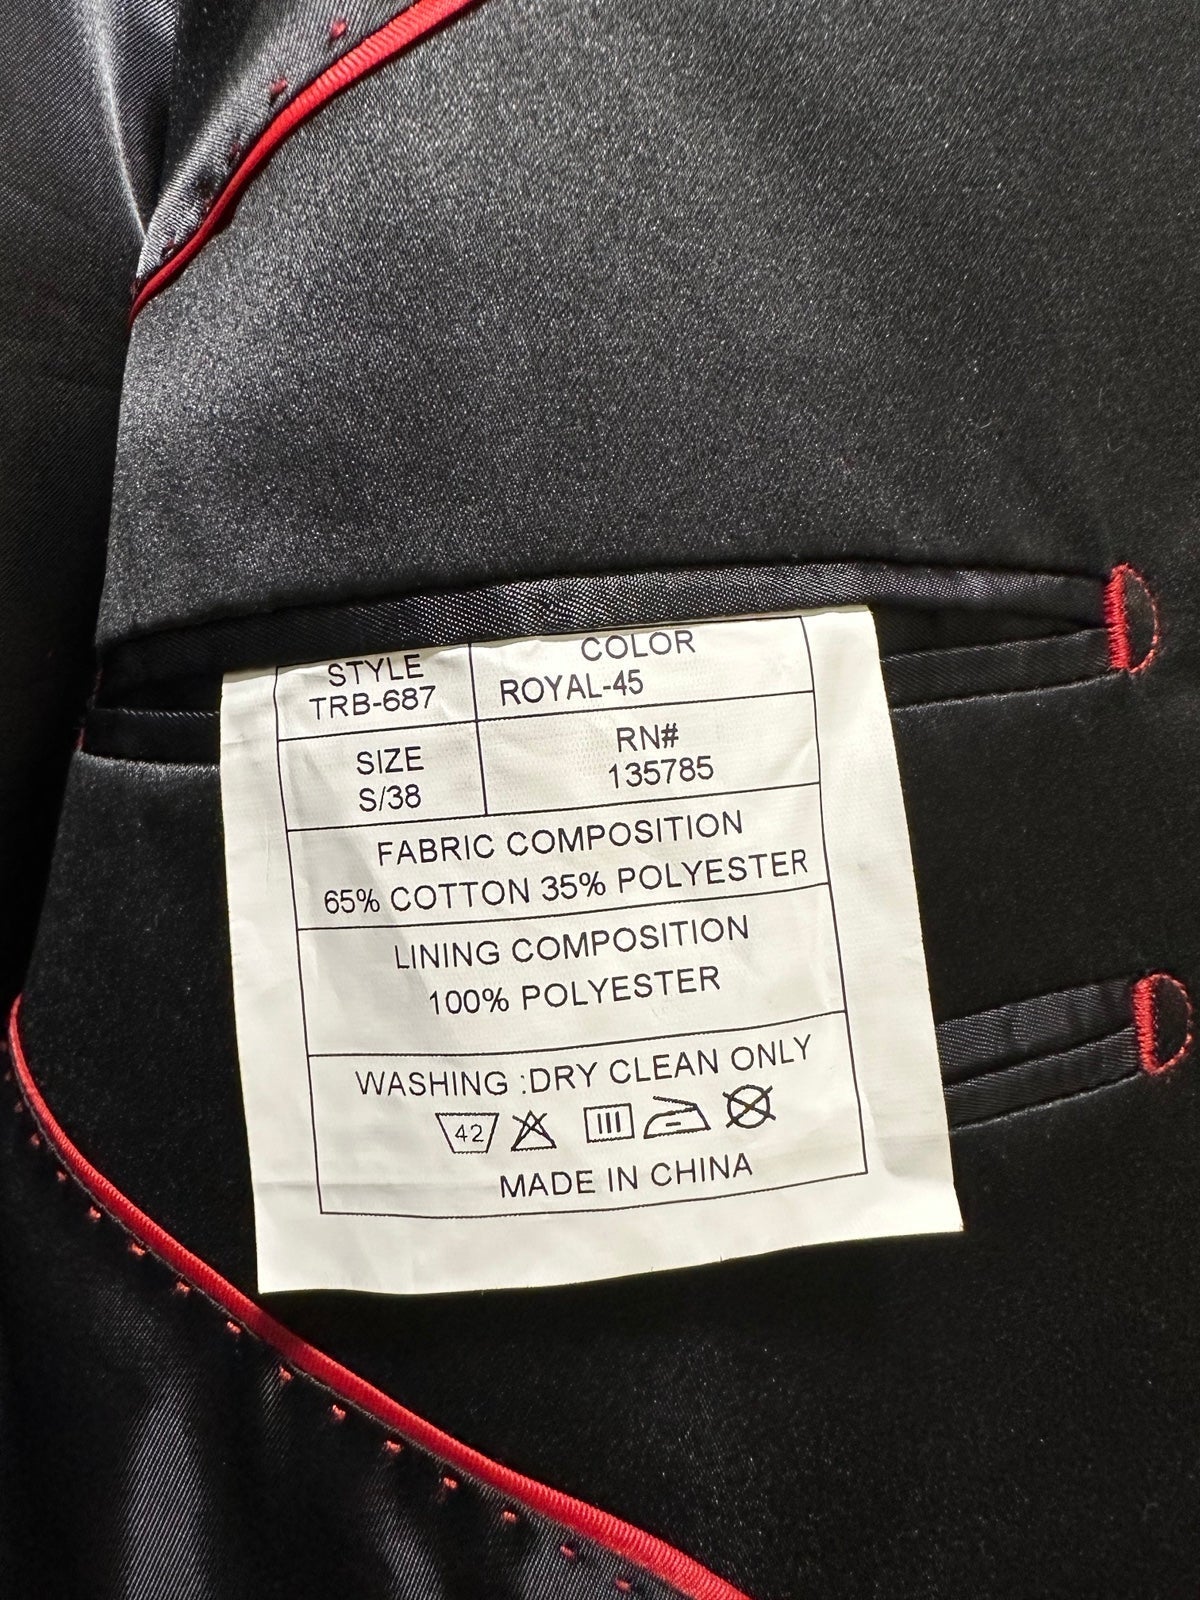 STYLE
TRB-687
COLOR
ROYAL-45
SIZE
S/38
RN#
135785
FABRIC COMPOSITION
65% COTTON 35% POLYESTER
LINING COMPOSITION
100% POLYESTER
WASHING :DRY CLEAN ONLY
42
MADE IN CHINA